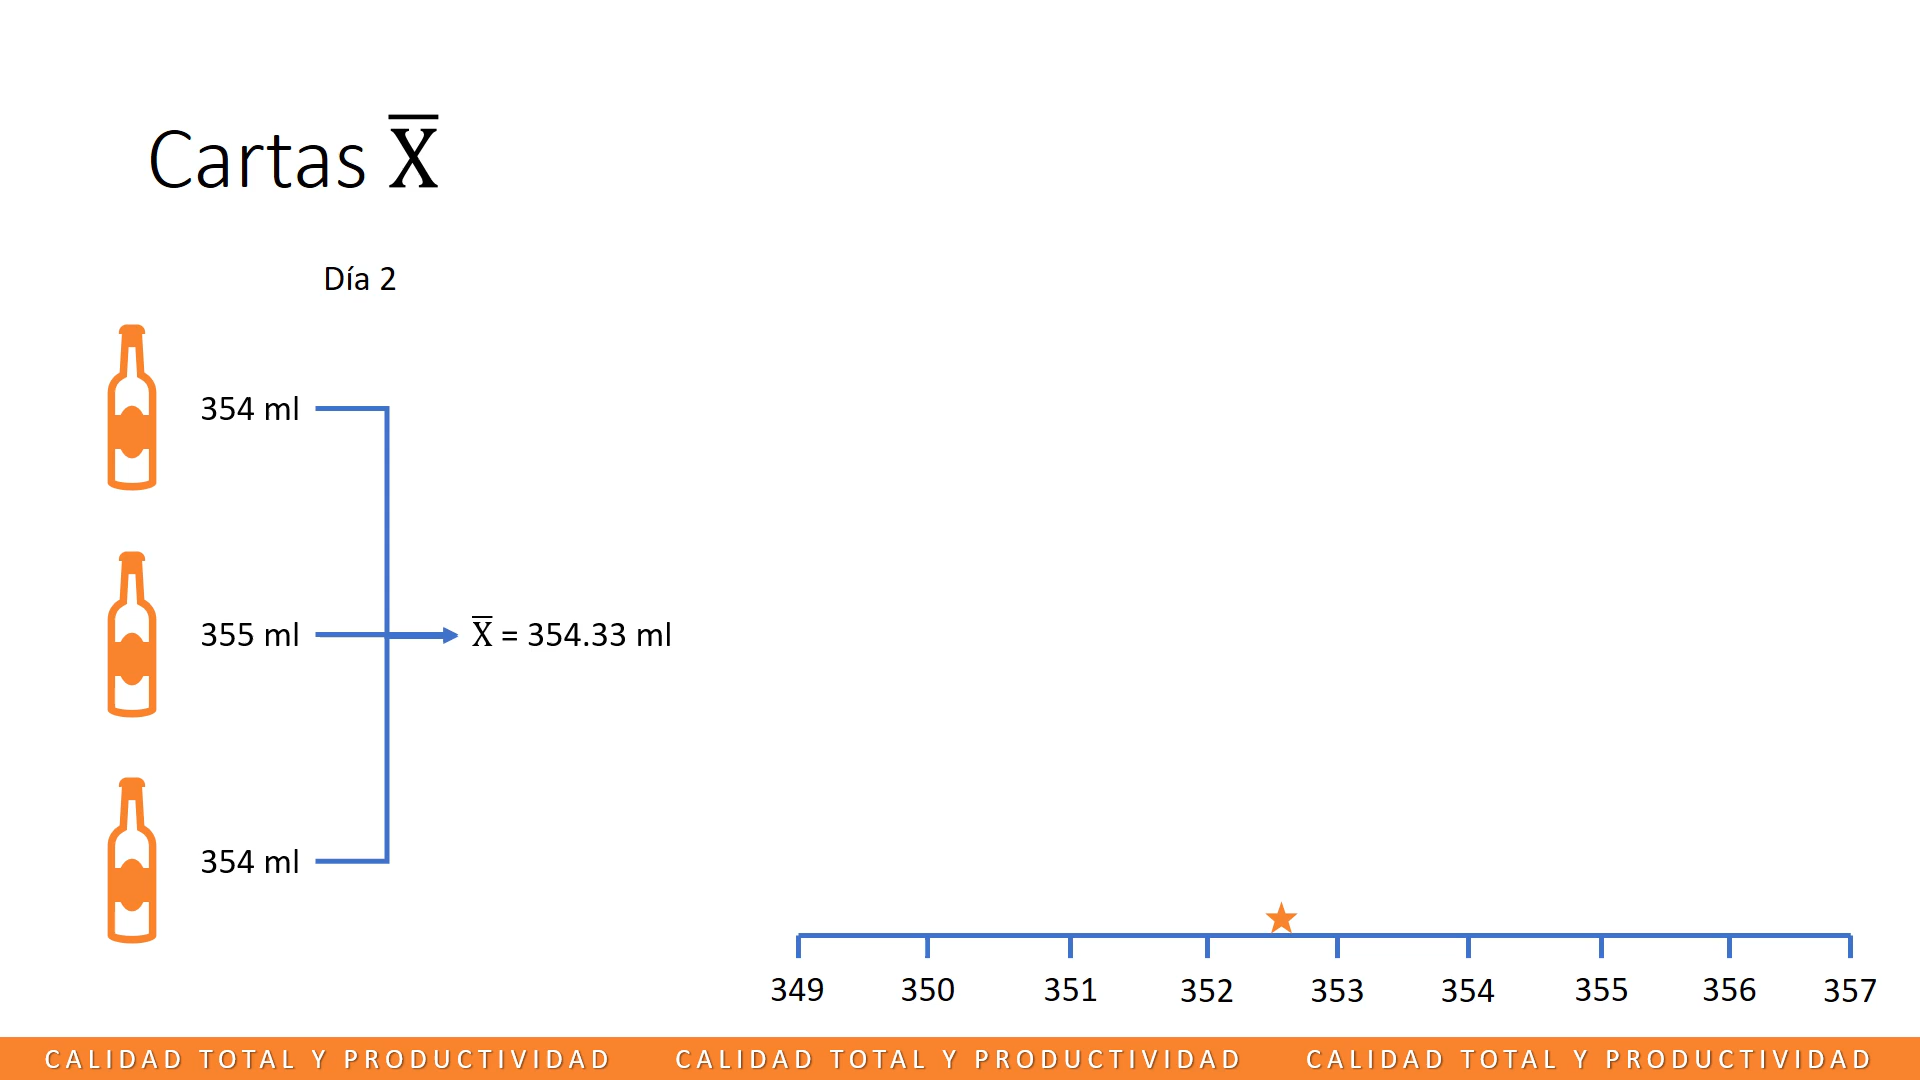 Cartas X̅
Día 2
354 ml
355 ml
X̅ = 354.33 ml
354 ml
349 350 351 352 353 354 355 356 357
CALIDAD TOTAL Y PRODUCTIVIDAD CALIDAD TOTAL Y PRODUCTIVIDAD CALIDAD TOTAL Y PRODUCTIVIDAD